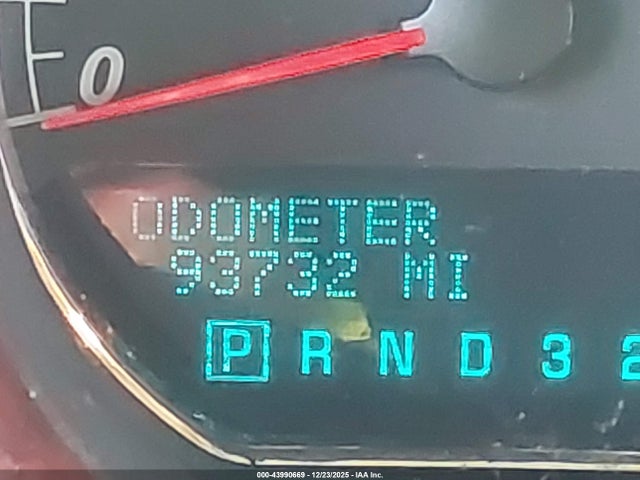 0
ODOMETER
93732 MI
P R N D 3 2
000-43990669 - 12/23/2025 - IAA Inc.